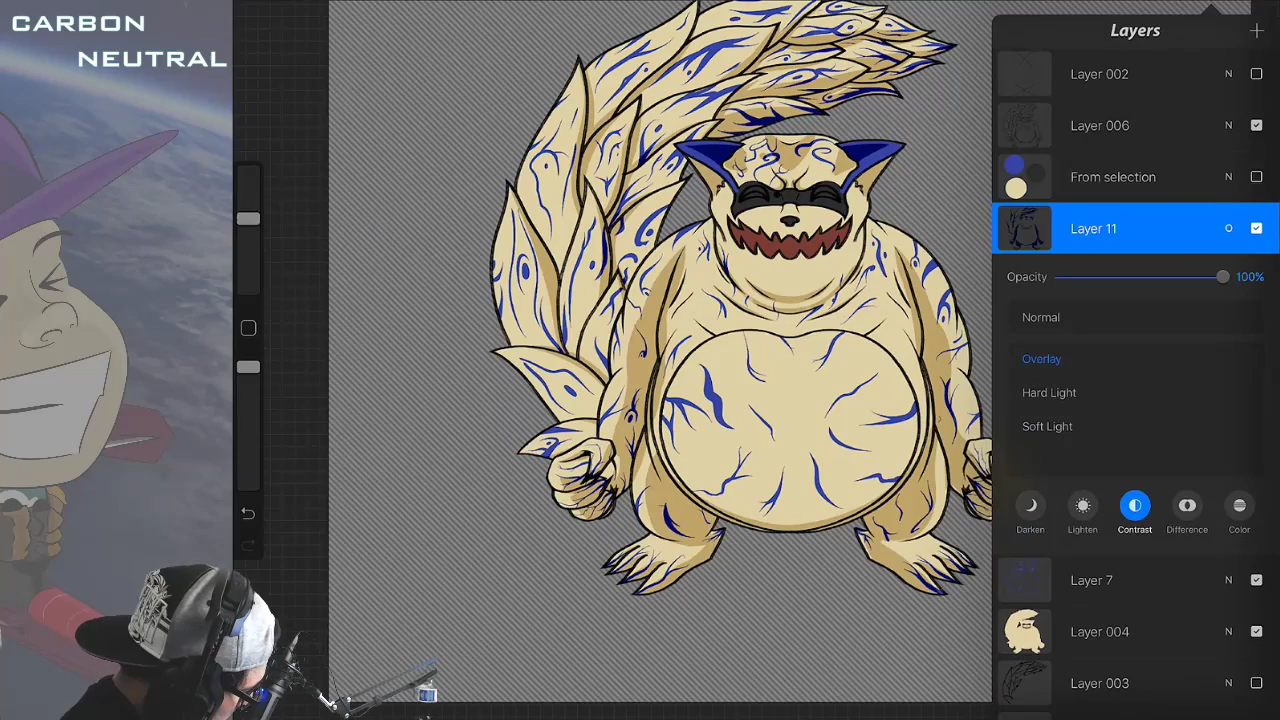 CARBON
NEUTRAL
Layers
Layer 002 N
Layer 006 N
From selection N
Layer 11 O
Opacity 100%
Normal
Overlay
Hard Light
Soft Light
Darken Lighten Contrast Difference Color
Layer 7 N
Layer 004 N
Layer 003 N